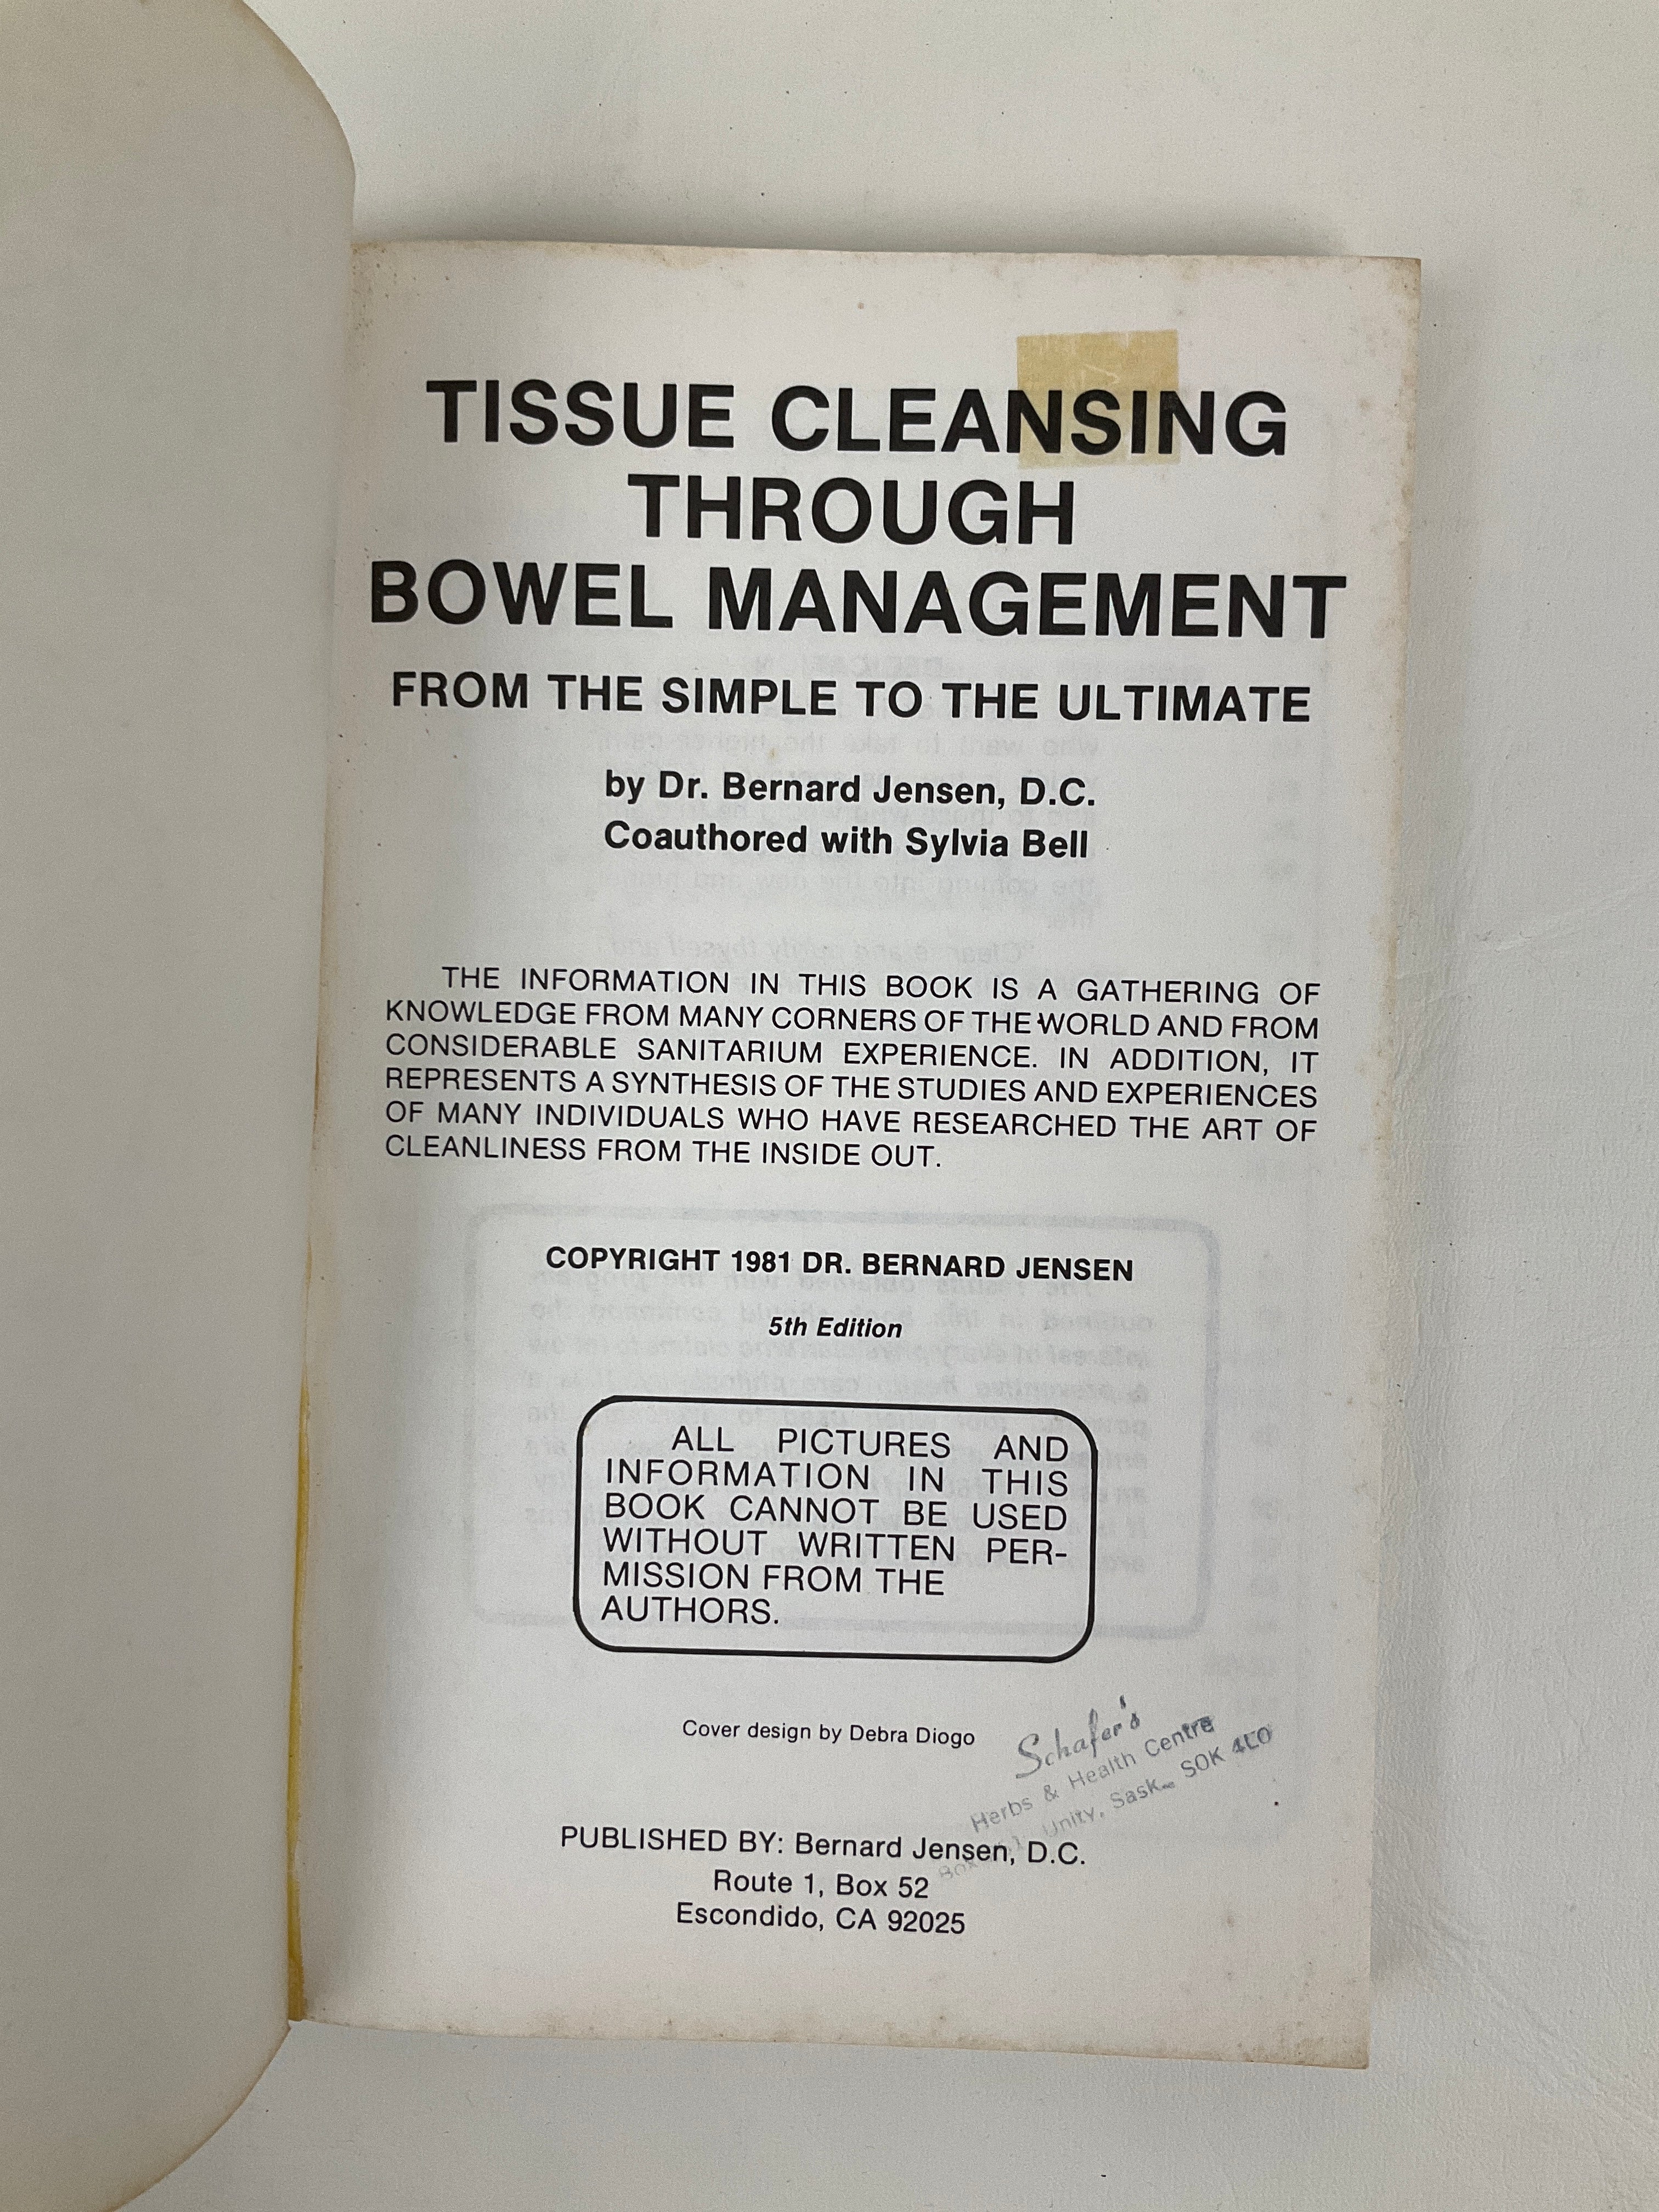 TISSUE CLEANSING
THROUGH
BOWEL MANAGEMENT
FROM THE SIMPLE TO THE ULTIMATE
by Dr. Bernard Jensen, D.C.
Coauthored with Sylvia Bell
THE INFORMATION IN THIS BOOK IS A GATHERING OF
KNOWLEDGE FROM MANY CORNERS OF THE WORLD AND FROM
CONSIDERABLE SANITARIUM EXPERIENCE. IN ADDITION, IT
REPRESENTS A SYNTHESIS OF THE STUDIES AND EXPERIENCES
OF MANY INDIVIDUALS WHO HAVE RESEARCHED THE ART OF
CLEANLINESS FROM THE INSIDE OUT.
COPYRIGHT 1981 DR. BERNARD JENSEN
5th Edition
ALL PICTURES AND
INFORMATION IN THIS
BOOK CANNOT BE USED
WITHOUT WRITTEN PER-
MISSION FROM THE
AUTHORS.
Cover design by Debra Diogo
Schafer's
Herbs & Health Centre
Box Unity, Sask. S0K 4L0
PUBLISHED BY: Bernard Jensen, D.C.
Route 1, Box 52
Escondido, CA 92025